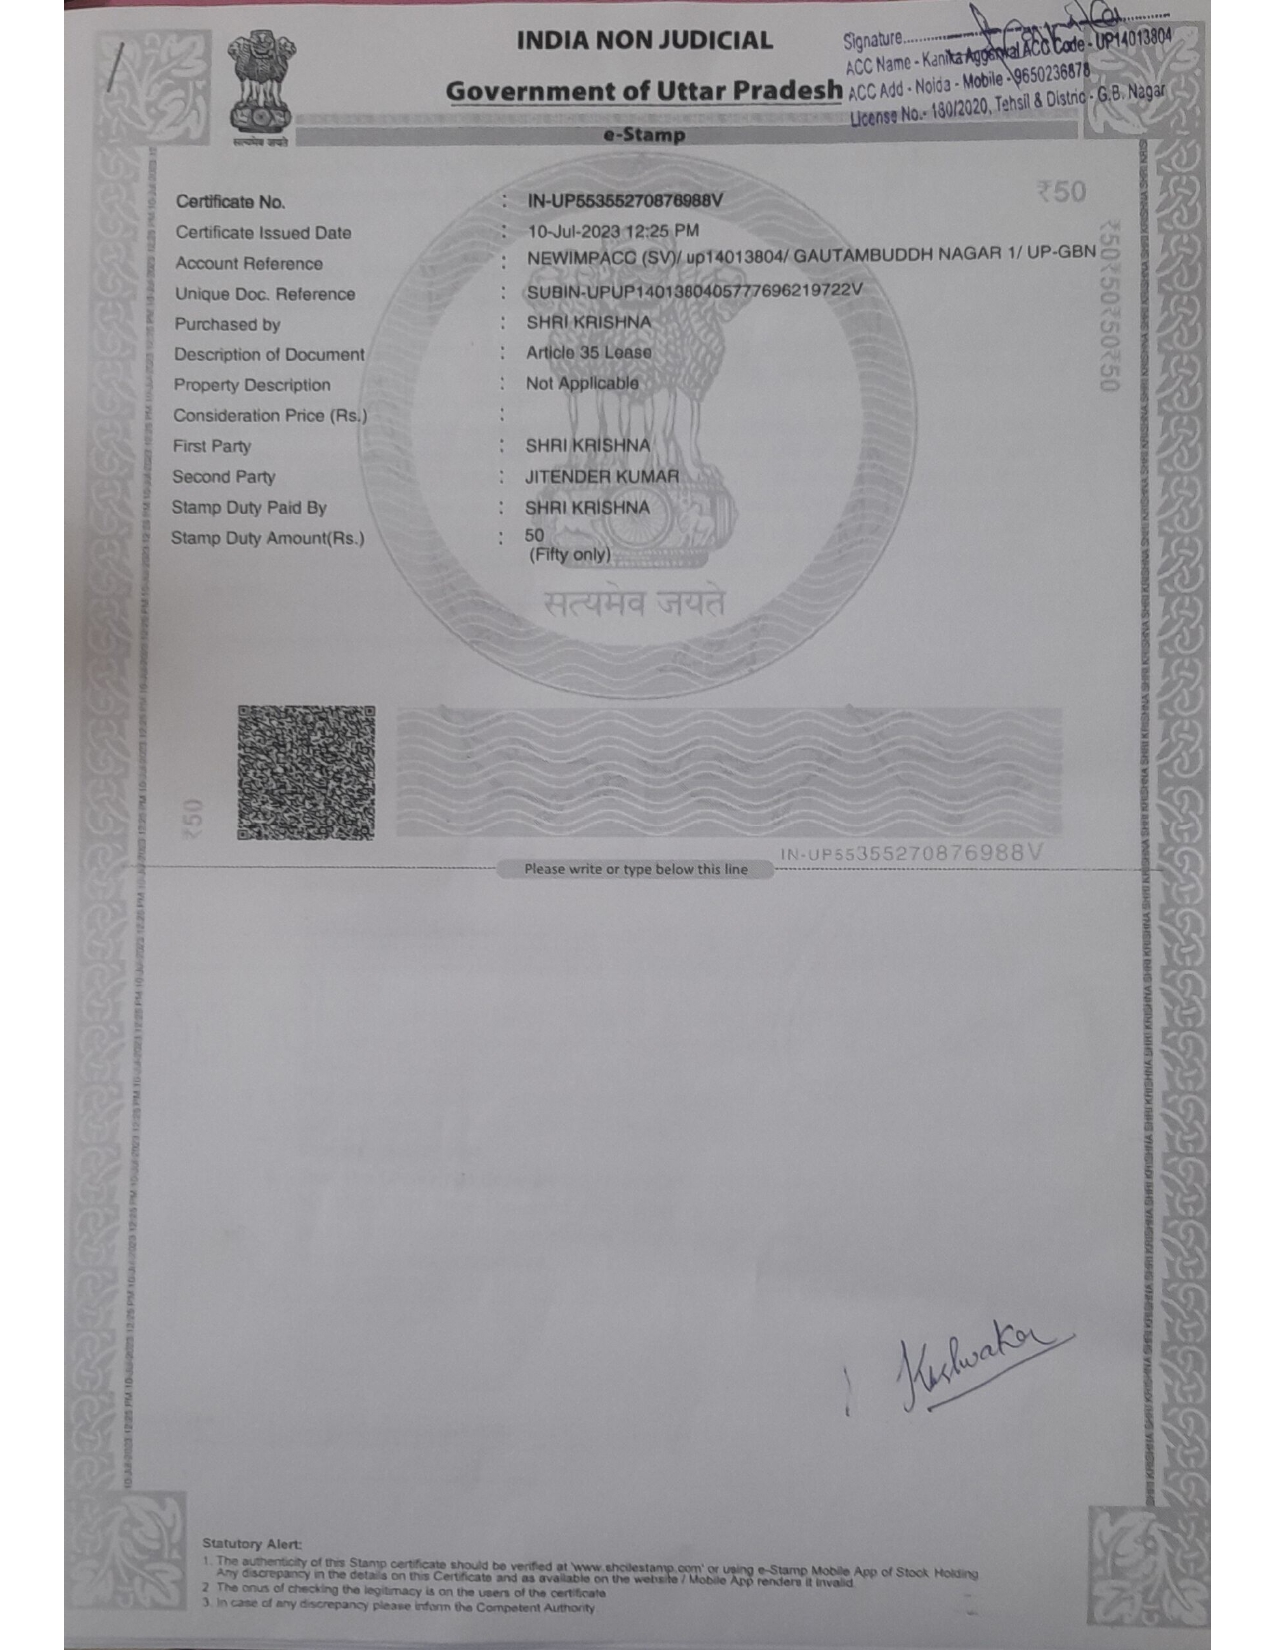 INDIA NON JUDICIAL
Government of Uttar Pradesh
e-Stamp
Signature
ACC Name - Kanika Aggarwal ACC Code - UP14013804
ACC Add - Noida - Mobile - 9650236878
License No.- 180/2020, Tehsil & Distric - G.B. Nagar
सत्यमेव जयते
₹50
Certificate No. : IN-UP55355270876988V
Certificate Issued Date : 10-Jul-2023 12:25 PM
Account Reference : NEWIMPACC (SV)/ up14013804/ GAUTAMBUDDH NAGAR 1/ UP-GBN
Unique Doc. Reference : SUBIN-UPUP1401380405777696219722V
Purchased by : SHRI KRISHNA
Description of Document : Article 35 Lease
Property Description : Not Applicable
Consideration Price (Rs.) :
First Party : SHRI KRISHNA
Second Party : JITENDER KUMAR
Stamp Duty Paid By : SHRI KRISHNA
Stamp Duty Amount(Rs.) : 50
(Fifty only)
₹50₹50₹50₹50
सत्यमेव जयते
₹50
IN-UP55355270876988V
Please write or type below this line
Statutory Alert:
1. The authenticity of this Stamp certificate should be verified at 'www.shcilestamp.com' or using e-Stamp Mobile App of Stock Holding
Any discrepancy in the details on this Certificate and as available on the website / Mobile App renders it invalid.
2 The onus of checking the legitimacy is on the users of the certificate
3. In case of any discrepancy please inform the Competent Authority